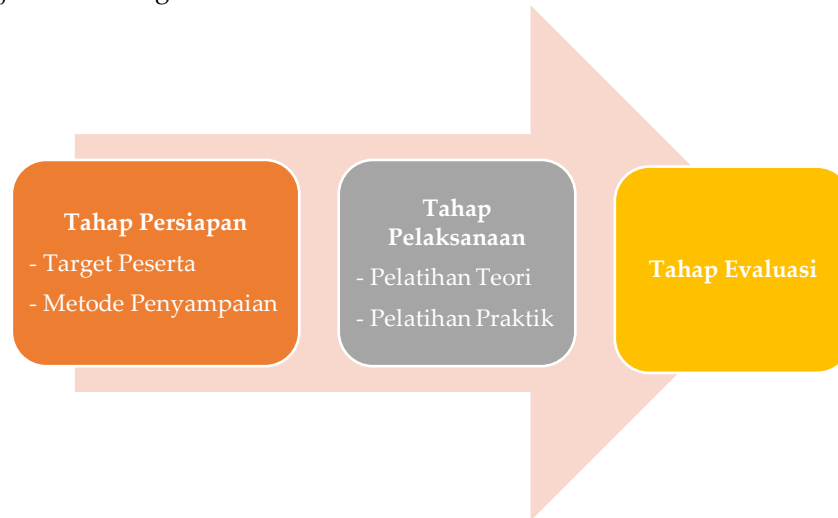 Tahap Persiapan
- Target Peserta
- Metode Penyampaian
Tahap
Pelaksanaan
- Pelatihan Teori
- Pelatihan Praktik
Tahap Evaluasi